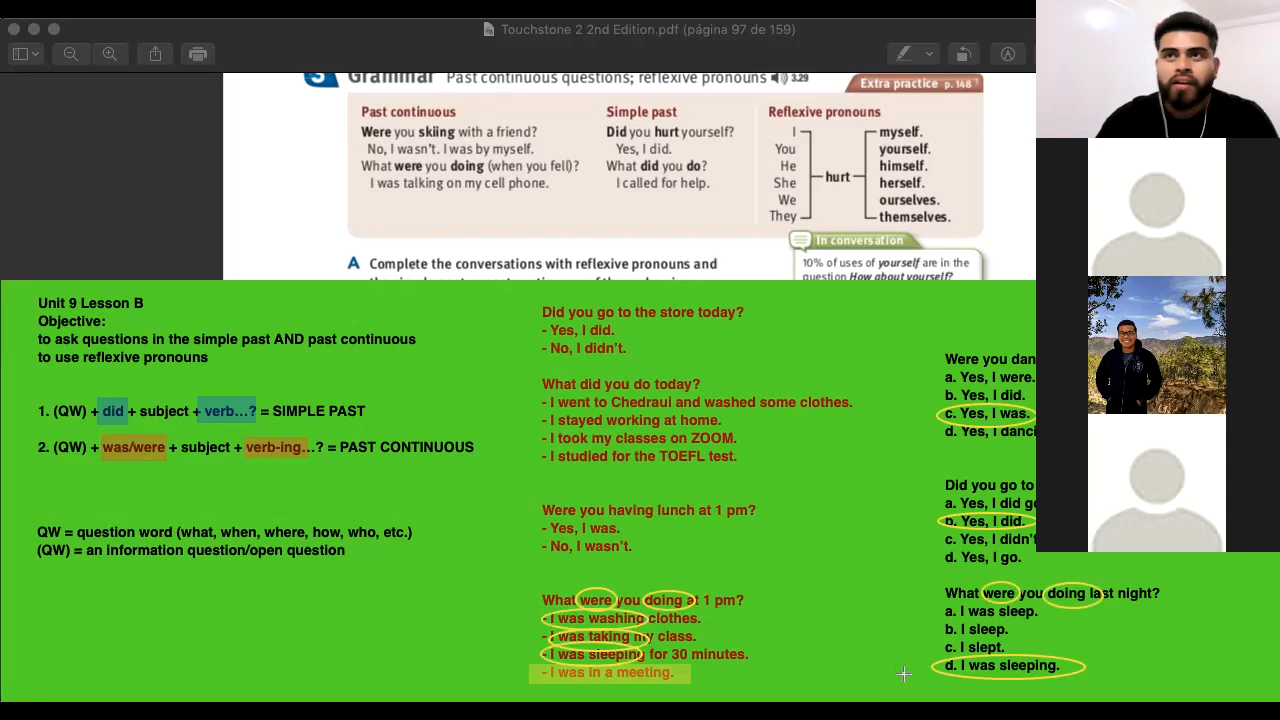 Touchstone 2 2nd Edition.pdf (página 97 de 159)
Grammar Past continuous questions; reflexive pronouns 3.29
Extra practice p. 148
Past continuous
Were you skiing with a friend?
No, I wasn't. I was by myself.
What were you doing (when you fell)?
I was talking on my cell phone.
Simple past
Did you hurt yourself?
Yes, I did.
What did you do?
I called for help.
Reflexive pronouns
I
You
He
She
We
They
hurt
myself.
yourself.
himself.
herself.
ourselves.
themselves.
A Complete the conversations with reflexive pronouns and
In conversation
10% of uses of yourself are in the
question How about yourself?
Unit 9 Lesson B
Objective:
to ask questions in the simple past AND past continuous
to use reflexive pronouns
1. (QW) + did + subject + verb...? = SIMPLE PAST
2. (QW) + was/were + subject + verb-ing...? = PAST CONTINUOUS
QW = question word (what, when, where, how, who, etc.)
(QW) = an information question/open question
Did you go to the store today?
- Yes, I did.
- No, I didn't.
What did you do today?
- I went to Chedraui and washed some clothes.
- I stayed working at home.
- I took my classes on ZOOM.
- I studied for the TOEFL test.
Were you having lunch at 1 pm?
- Yes, I was.
- No, I wasn't.
What were you doing at 1 pm?
- I was washing clothes.
- I was taking my class.
- I was sleeping for 30 minutes.
- I was in a meeting.
Were you dan
a. Yes, I were.
b. Yes, I did.
c. Yes, I was.
d. Yes, I danci
Did you go to
a. Yes, I did go
b. Yes, I did.
c. Yes, I didn't
d. Yes, I go.
What were you doing last night?
a. I was sleep.
b. I sleep.
c. I slept.
d. I was sleeping.